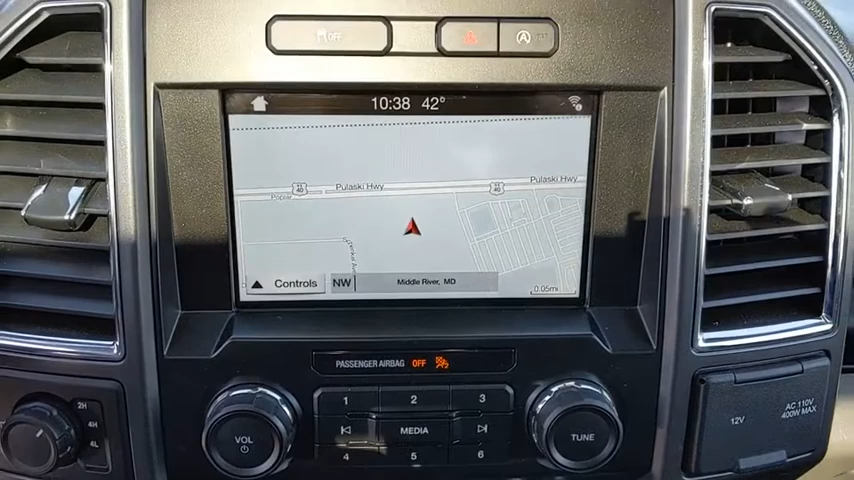 OFF
A OFF
10:38 42°
Pulaski Hwy
40
Pulaski Hwy
40
Poplar
Controls
NW
Middle River, MD
0.05mi
PASSENGER AIRBAG OFF
1 2 3
VOL
MEDIA
TUNE
4 5 6
2H
4H
4L
12V
AC 110V
400W MAX